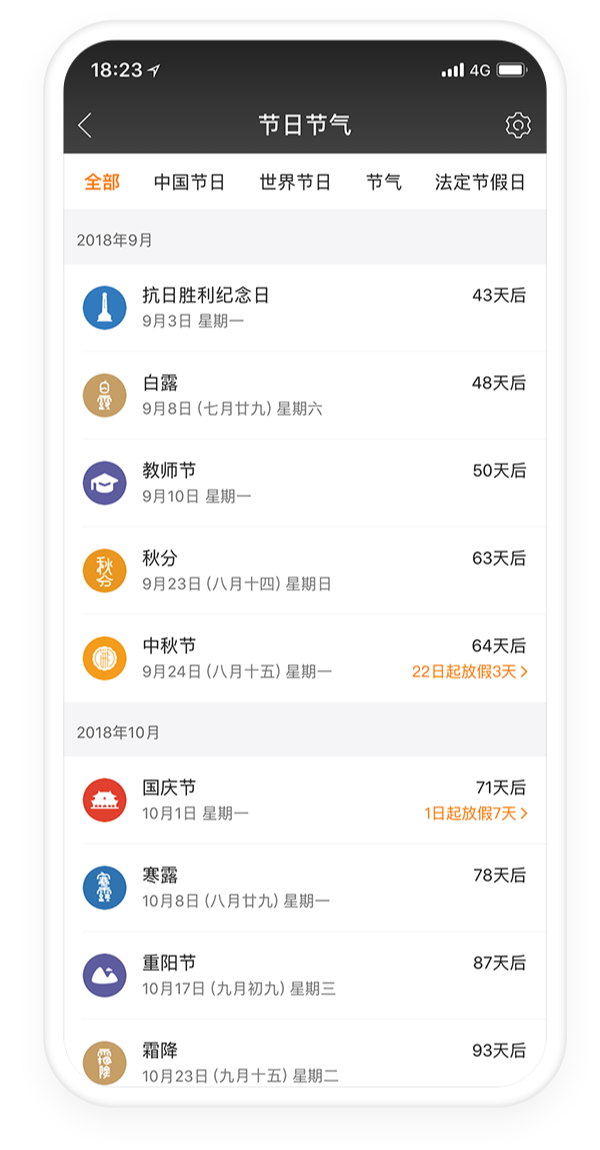 18:23 4G
节日节气
全部 中国节日 世界节日 节气 法定节假日
2018年9月
抗日胜利纪念日 43天后
9月3日 星期一
白露
白露 48天后
9月8日 (七月廿九) 星期六
教师节 50天后
9月10日 星期一
秋分
秋分 63天后
9月23日 (八月十四) 星期日
中秋节 64天后
9月24日 (八月十五) 星期一 22日起放假3天
2018年10月
国庆节 71天后
10月1日 星期一 1日起放假7天
寒露
寒露 78天后
10月8日 (八月廿九) 星期一
重阳节 87天后
10月17日 (九月初九) 星期三
霜降
霜降 93天后
10月23日 (九月十五) 星期二